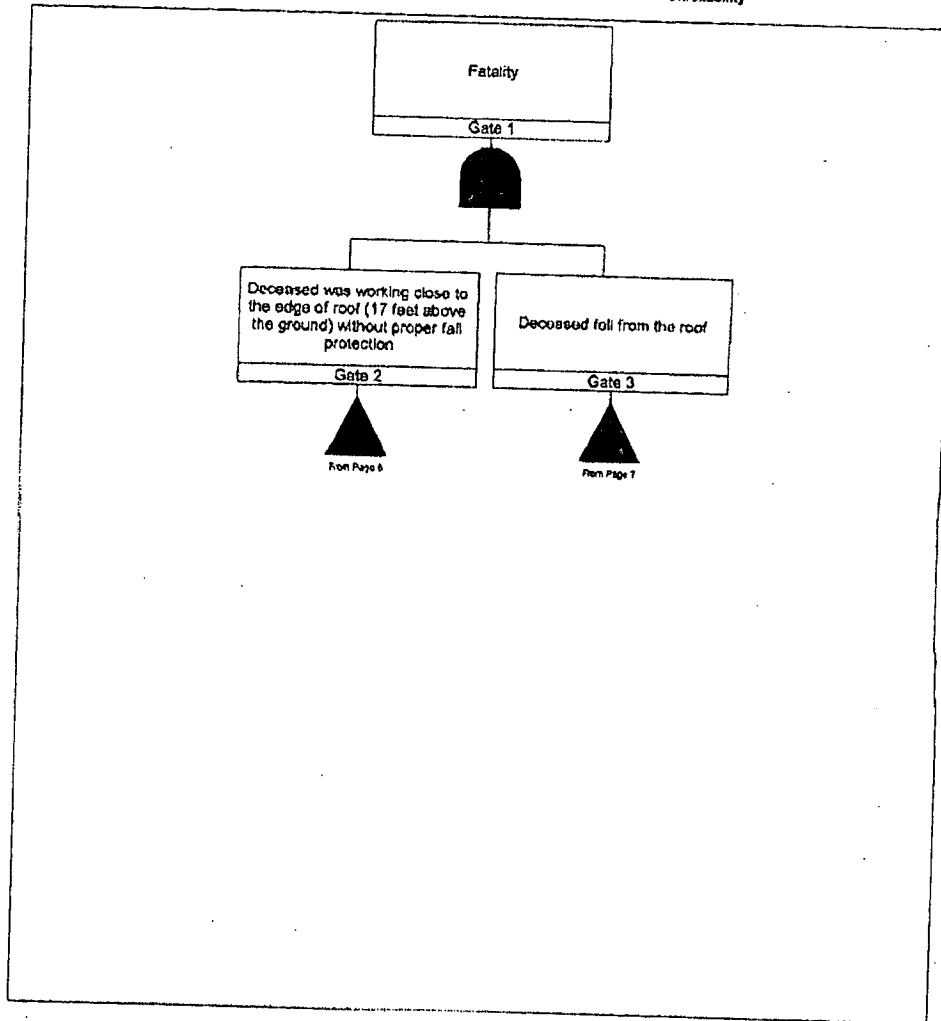 Fatality
Gate 1
Deceased was working close to
the edge of roof (17 feet above
the ground) without proper fall
protection
Gate 2
Deceased fell from the roof
Gate 3
From Page 6
From Page 7